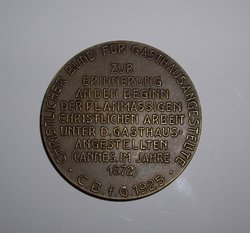 CHRISTLICHER BUND FÜR GASTHAUSANGESTELLTE
ZUR
ERINNERUNG
AN DEN BEGINN
DER PLANMÄSSIGEN
CHRISTLICHEN ARBEIT
UNTER D. GASTHAUS-
ANGESTELLTEN
CANNES, IM JAHRE
1872
· C. B. f. G. 1925 ·